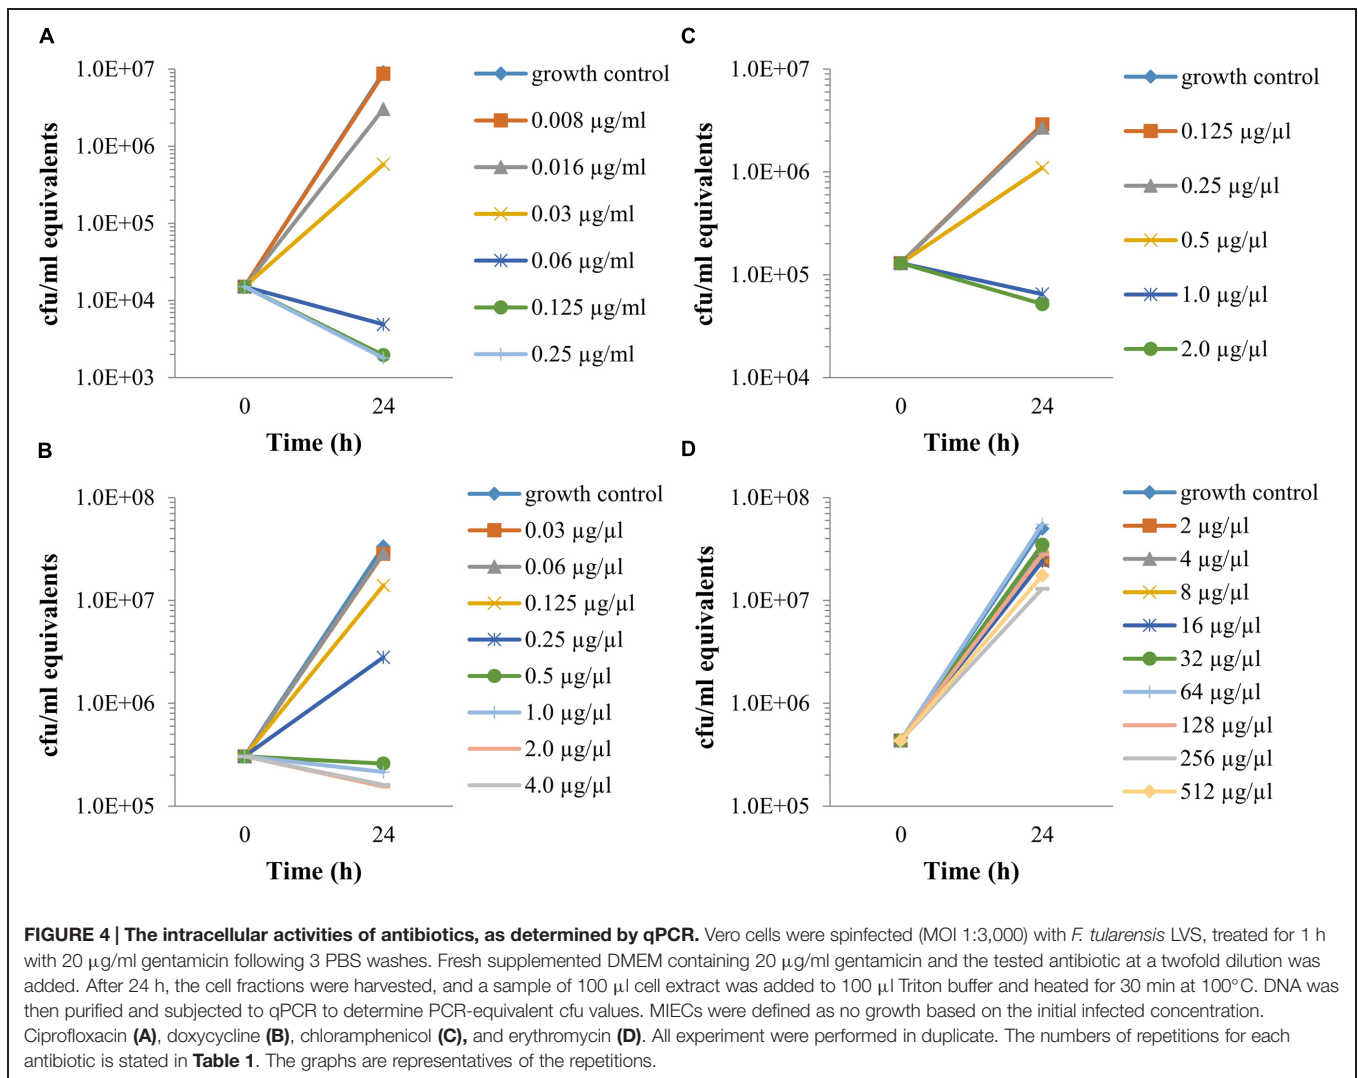 A
1.0E+07
1.0E+06
1.0E+05
1.0E+04
1.0E+03
cfu/ml equivalents
0
24
Time (h)
growth control
0.008 µg/ml
0.016 µg/ml
0.03 µg/ml
0.06 µg/ml
0.125 µg/ml
0.25 µg/ml
C
1.0E+07
1.0E+06
1.0E+05
1.0E+04
cfu/ml equivalents
0
24
Time (h)
growth control
0.125 µg/µl
0.25 µg/µl
0.5 µg/µl
1.0 µg/µl
2.0 µg/µl
B
1.0E+08
1.0E+07
1.0E+06
1.0E+05
cfu/ml equivalents
0
24
Time (h)
growth control
0.03 µg/µl
0.06 µg/µl
0.125 µg/µl
0.25 µg/µl
0.5 µg/µl
1.0 µg/µl
2.0 µg/µl
4.0 µg/µl
D
1.0E+08
1.0E+07
1.0E+06
1.0E+05
cfu/ml equivalents
0
24
Time (h)
growth control
2 µg/µl
4 µg/µl
8 µg/µl
16 µg/µl
32 µg/µl
64 µg/µl
128 µg/µl
256 µg/µl
512 µg/µl
FIGURE 4 | The intracellular activities of antibiotics, as determined by qPCR. Vero cells were spinfected (MOI 1:3,000) with F. tularensis LVS, treated for 1 h
with 20 µg/ml gentamicin following 3 PBS washes. Fresh supplemented DMEM containing 20 µg/ml gentamicin and the tested antibiotic at a twofold dilution was
added. After 24 h, the cell fractions were harvested, and a sample of 100 µl cell extract was added to 100 µl Triton buffer and heated for 30 min at 100°C. DNA was
then purified and subjected to qPCR to determine PCR-equivalent cfu values. MIECs were defined as no growth based on the initial infected concentration.
Ciprofloxacin (A), doxycycline (B), chloramphenicol (C), and erythromycin (D). All experiment were performed in duplicate. The numbers of repetitions for each
antibiotic is stated in Table 1. The graphs are representatives of the repetitions.